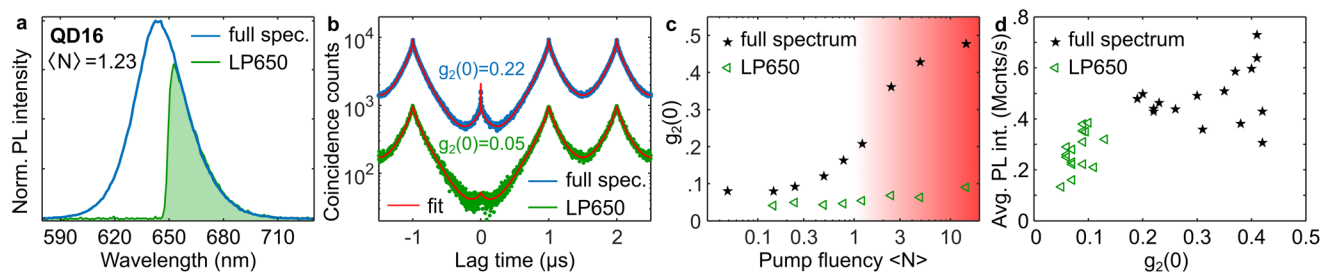 a
QD16
⟨N⟩=1.23
full spec.
LP650
Norm. PL intensity
590 620 650 680 710
Wavelength (nm)
b
10⁴
10³
10²
Coincidence counts
g₂(0)=0.22
g₂(0)=0.05
fit
full spec.
LP650
-1 0 1 2
Lag time (µs)
c
.5
.4
.3
.2
.1
0
g₂(0)
full spectrum
LP650
0.1 0.3 1 3 10
Pump fluency <N>
d
.8
.6
.4
.2
0
Avg. PL int. (Mcnts/s)
full spectrum
LP650
0 0.1 0.2 0.3 0.4 0.5
g₂(0)